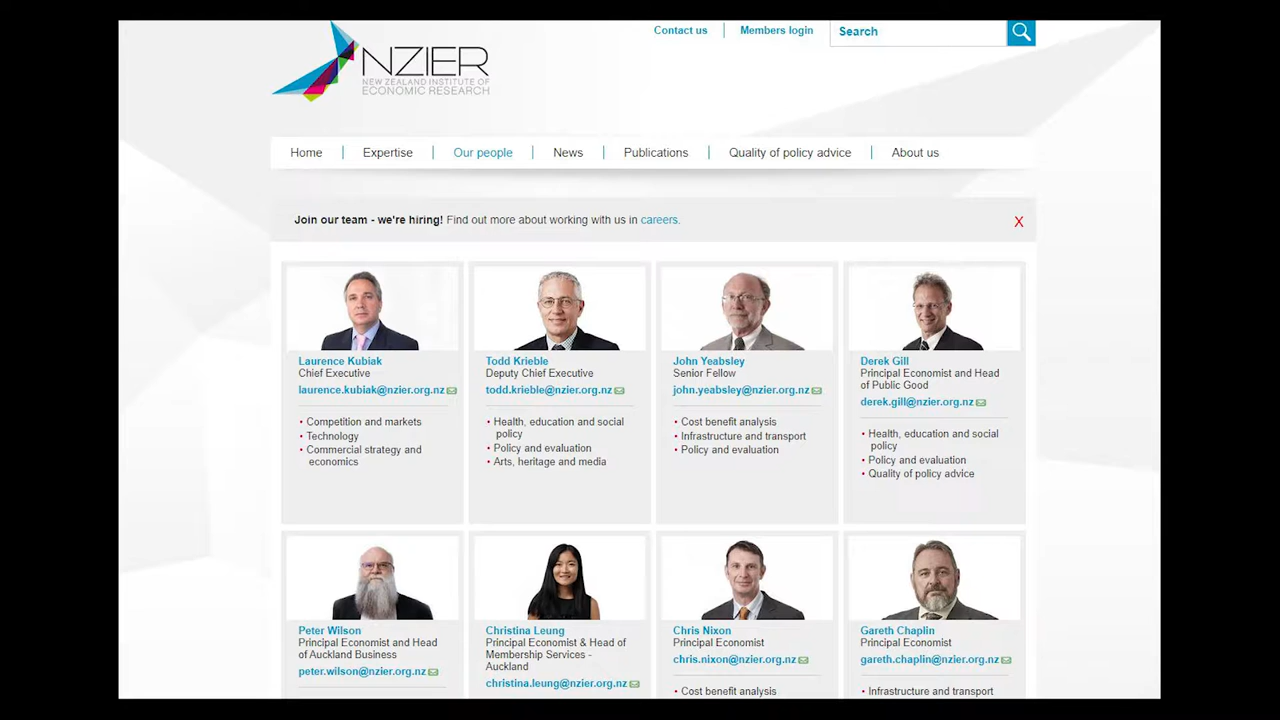 Contact us
Members login
Search
NZIER
NEW ZEALAND INSTITUTE OF
ECONOMIC RESEARCH
Home
Expertise
Our people
News
Publications
Quality of policy advice
About us
Join our team - we're hiring! Find out more about working with us in careers.
X
Laurence Kubiak
Chief Executive
laurence.kubiak@nzier.org.nz
Competition and markets
Technology
Commercial strategy and
economics
Todd Krieble
Deputy Chief Executive
todd.krieble@nzier.org.nz
Health, education and social
policy
Policy and evaluation
Arts, heritage and media
John Yeabsley
Senior Fellow
john.yeabsley@nzier.org.nz
Cost benefit analysis
Infrastructure and transport
Policy and evaluation
Derek Gill
Principal Economist and Head
of Public Good
derek.gill@nzier.org.nz
Health, education and social
policy
Policy and evaluation
Quality of policy advice
Peter Wilson
Principal Economist and Head
of Auckland Business
peter.wilson@nzier.org.nz
Christina Leung
Principal Economist & Head of
Membership Services -
Auckland
christina.leung@nzier.org.nz
Chris Nixon
Principal Economist
chris.nixon@nzier.org.nz
Cost benefit analysis
Gareth Chaplin
Principal Economist
gareth.chaplin@nzier.org.nz
Infrastructure and transport